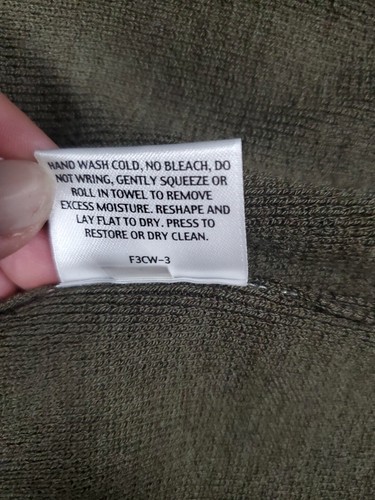 HAND WASH COLD, NO BLEACH, DO
NOT WRING, GENTLY SQUEEZE OR
ROLL IN TOWEL TO REMOVE
EXCESS MOISTURE. RESHAPE AND
LAY FLAT TO DRY. PRESS TO
RESTORE OR DRY CLEAN.
F3CW-3